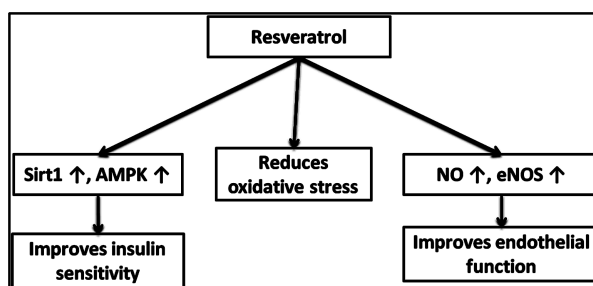 Resveratrol
Sirt1 ↑, AMPK ↑
Reduces
oxidative stress
NO ↑, eNOS ↑
Improves insulin
sensitivity
Improves endothelial
function